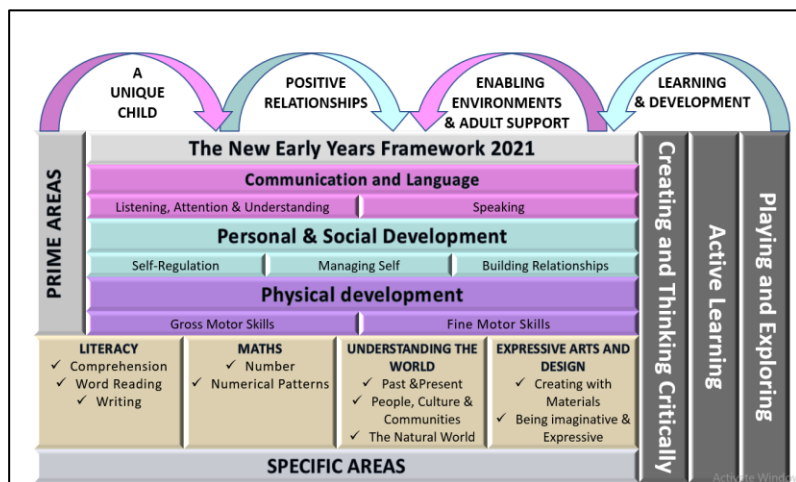 A
UNIQUE
CHILD
POSITIVE
RELATIONSHIPS
ENABLING
ENVIRONMENTS
& ADULT SUPPORT
LEARNING
& DEVELOPMENT
PRIME AREAS
The New Early Years Framework 2021
Communication and Language
Listening, Attention & Understanding
Speaking
Personal & Social Development
Self-Regulation
Managing Self
Building Relationships
Physical development
Gross Motor Skills
Fine Motor Skills
LITERACY
✓ Comprehension
✓ Word Reading
✓ Writing
MATHS
✓ Number
✓ Numerical Patterns
UNDERSTANDING THE
WORLD
✓ Past &Present
✓ People, Culture &
Communities
✓ The Natural World
EXPRESSIVE ARTS AND
DESIGN
✓ Creating with
Materials
✓ Being imaginative &
Expressive
SPECIFIC AREAS
Creating and Thinking Critically
Active Learning
Playing and Exploring
Activate Window